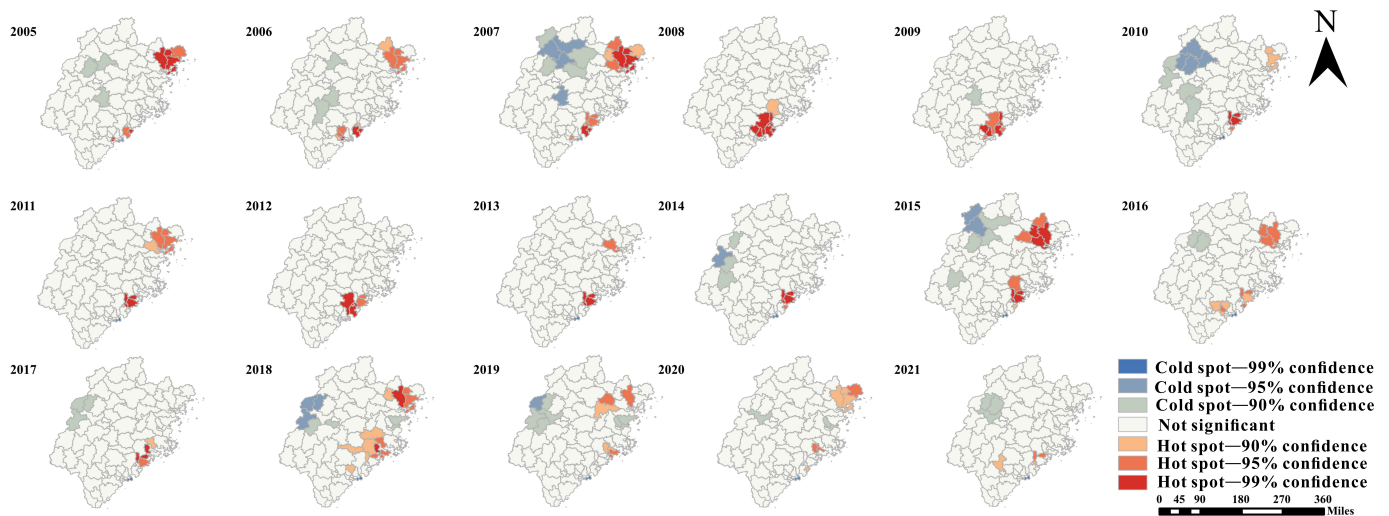 2005
2006
2007
2008
2009
2010
N
2011
2012
2013
2014
2015
2016
2017
2018
2019
2020
2021
Cold spot—99% confidence
Cold spot—95% confidence
Cold spot—90% confidence
Not significant
Hot spot—90% confidence
Hot spot—95% confidence
Hot spot—99% confidence
0 45 90 180 270 360
Miles